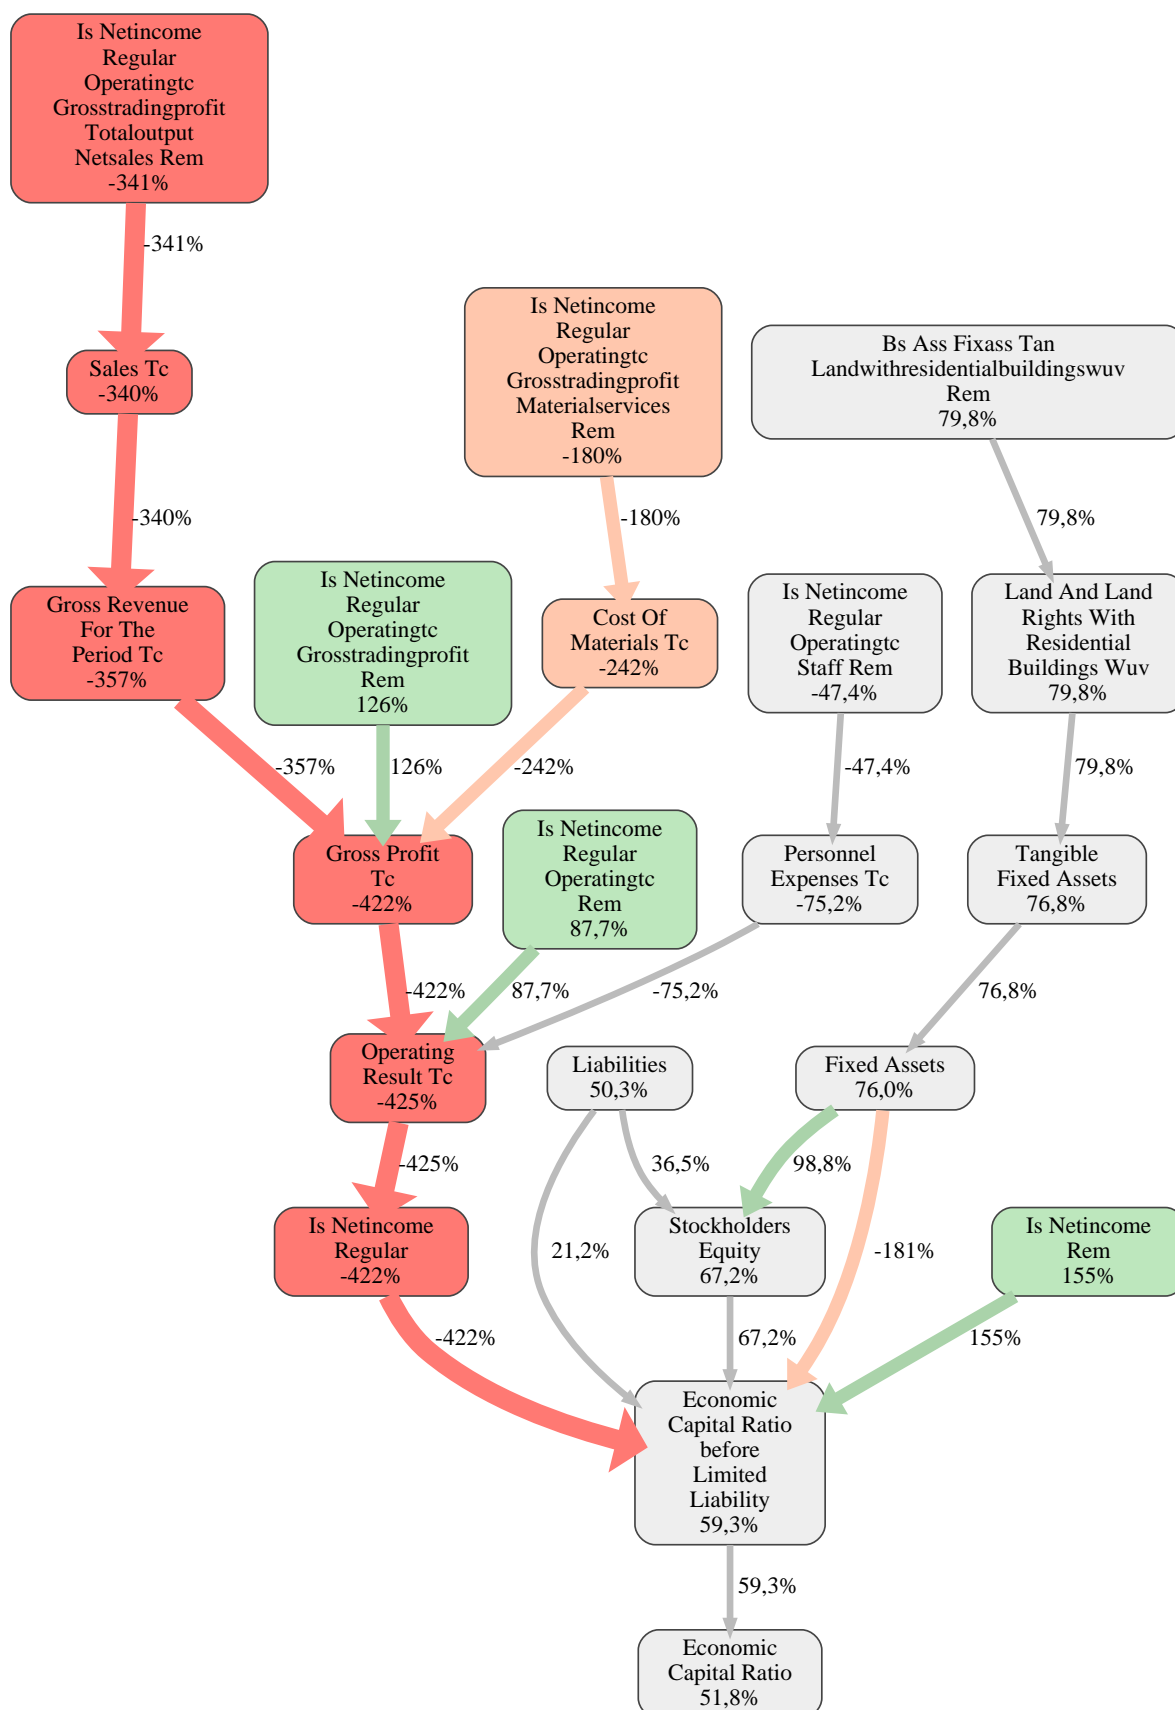 Is Netincome
Regular
Operatingtc
Grosstradingprofit
Totaloutput
Netsales Rem
-341%
-341%
Sales Tc
-340%
-340%
Is Netincome
Regular
Operatingtc
Grosstradingprofit
Materialservices
Rem
-180%
-180%
Bs Ass Fixass Tan
Landwithresidentialbuildingswuv
Rem
79,8%
79,8%
Gross Revenue
For The
Period Tc
-357%
-357%
Is Netincome
Regular
Operatingtc
Grosstradingprofit
Rem
126%
126%
Cost Of
Materials Tc
-242%
-242%
Is Netincome
Regular
Operatingtc
Staff Rem
-47,4%
-47,4%
Land And Land
Rights With
Residential
Buildings Wuv
79,8%
79,8%
Gross Profit
Tc
-422%
-422%
Is Netincome
Regular
Operatingtc
Rem
87,7%
87,7%
Personnel
Expenses Tc
-75,2%
-75,2%
Tangible
Fixed Assets
76,8%
76,8%
Operating
Result Tc
-425%
-425%
Liabilities
50,3%
36,5%
21,2%
Fixed Assets
76,0%
98,8%
-181%
Is Netincome
Regular
-422%
-422%
Stockholders
Equity
67,2%
67,2%
Is Netincome
Rem
155%
155%
Economic
Capital Ratio
before
Limited
Liability
59,3%
59,3%
Economic
Capital Ratio
51,8%